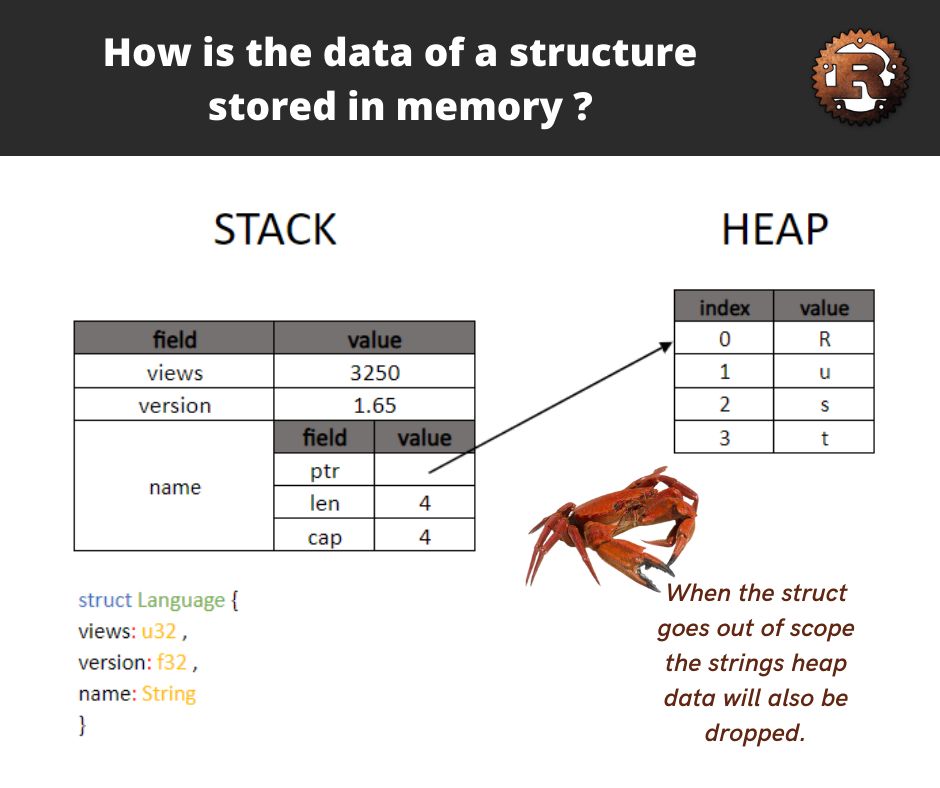 How is the data of a structure
stored in memory ?
R
STACK
HEAP
field value
views 3250
version 1.65
name
field value
ptr
len 4
cap 4
index value
0 R
1 u
2 s
3 t
struct Language {
views: u32 ,
version: f32 ,
name: String
}
When the struct
goes out of scope
the strings heap
data will also be
dropped.